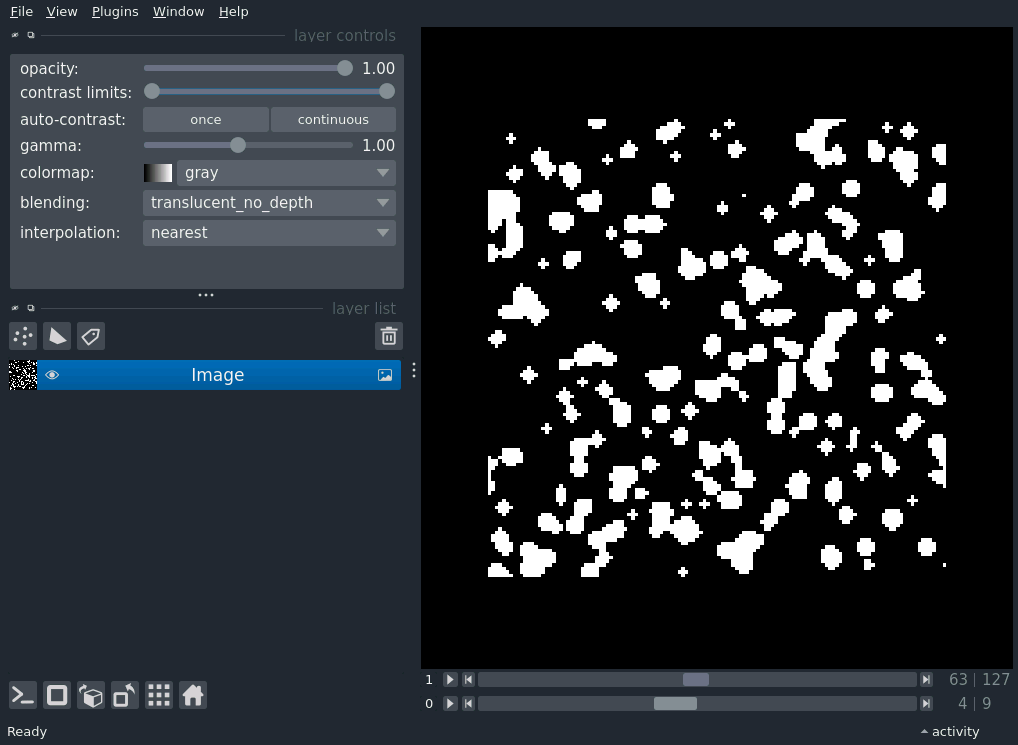 File View Plugins Window Help
layer controls
opacity: 1.00
contrast limits:
auto-contrast: once continuous
gamma: 1.00
colormap: gray
blending: translucent_no_depth
interpolation: nearest
layer list
Image
1 63 | 127
0 4 | 9
Ready activity